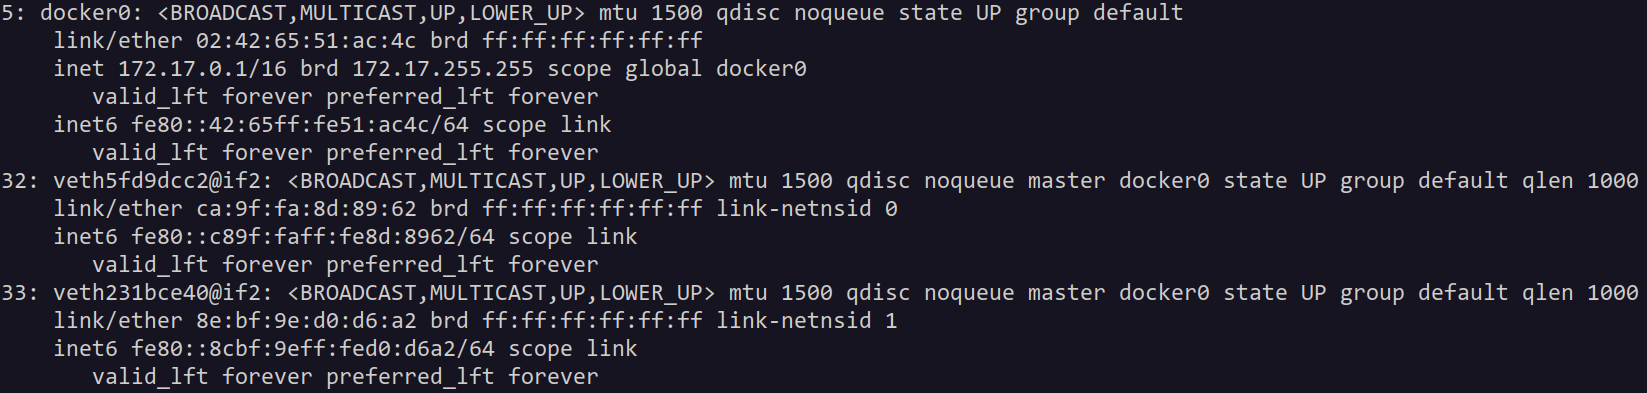 5: docker0: <BROADCAST,MULTICAST,UP,LOWER_UP> mtu 1500 qdisc noqueue state UP group default
    link/ether 02:42:65:51:ac:4c brd ff:ff:ff:ff:ff:ff
    inet 172.17.0.1/16 brd 172.17.255.255 scope global docker0
       valid_lft forever preferred_lft forever
    inet6 fe80::42:65ff:fe51:ac4c/64 scope link
       valid_lft forever preferred_lft forever
32: veth5fd9dcc2@if2: <BROADCAST,MULTICAST,UP,LOWER_UP> mtu 1500 qdisc noqueue master docker0 state UP group default qlen 1000
    link/ether ca:9f:fa:8d:89:62 brd ff:ff:ff:ff:ff:ff link-netnsid 0
    inet6 fe80::c89f:faff:fe8d:8962/64 scope link
       valid_lft forever preferred_lft forever
33: veth231bce40@if2: <BROADCAST,MULTICAST,UP,LOWER_UP> mtu 1500 qdisc noqueue master docker0 state UP group default qlen 1000
    link/ether 8e:bf:9e:d0:d6:a2 brd ff:ff:ff:ff:ff:ff link-netnsid 1
    inet6 fe80::8cbf:9eff:fed0:d6a2/64 scope link
       valid_lft forever preferred_lft forever